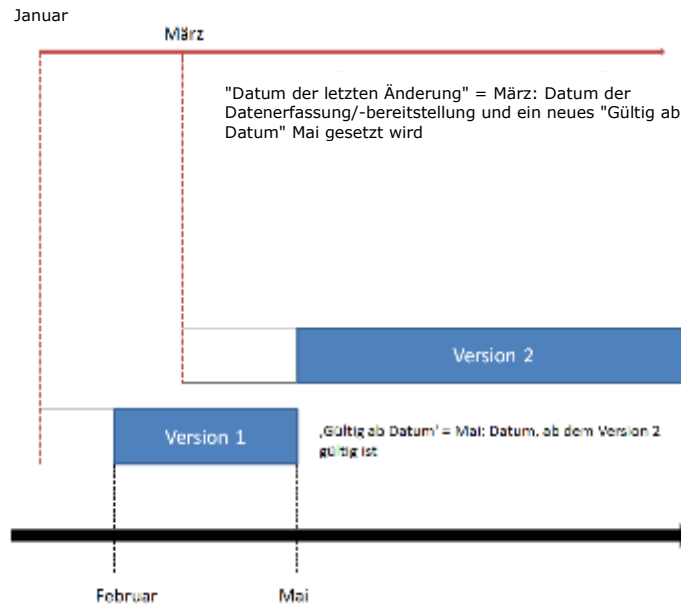 Januar
März
"Datum der letzten Änderung" = März: Datum der
Datenerfassung/-bereitstellung und ein neues "Gültig ab
Datum" Mai gesetzt wird
Version 2
Version 1
‚Gültig ab Datum' = Mai: Datum, ab dem Version 2
gültig ist
Februar
Mai